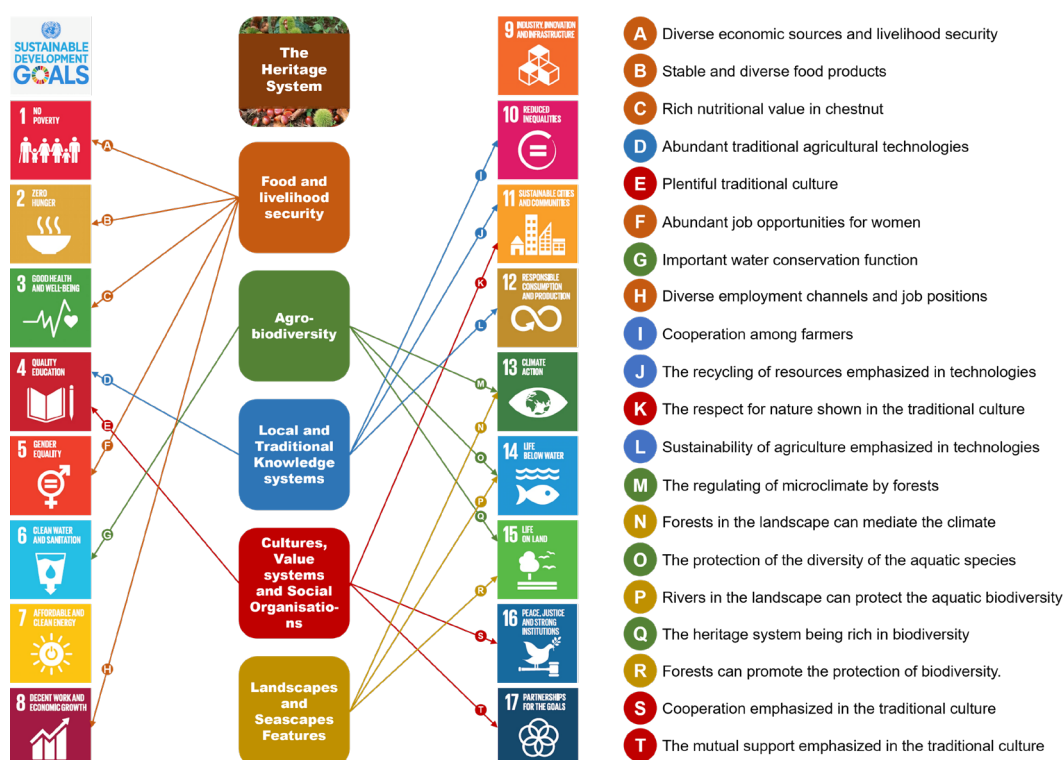 SUSTAINABLE
DEVELOPMENT
GOALS
1 NO
POVERTY
2 ZERO
HUNGER
3 GOOD HEALTH
AND WELL-BEING
4 QUALITY
EDUCATION
5 GENDER
EQUALITY
6 CLEAN WATER
AND SANITATION
7 AFFORDABLE AND
CLEAN ENERGY
8 DECENT WORK AND
ECONOMIC GROWTH
A
B
C
D
E
F
G
H
The
Heritage
System
Food and
livelihood
security
Agro-
biodiversity
Local and
Traditional
Knowledge
systems
Cultures,
Value
systems
and Social
Organisatio-
ns
Landscapes
and
Seascapes
Features
I
J
K
L
M
N
O
P
Q
R
S
T
9 INDUSTRY, INNOVATION
AND INFRASTRUCTURE
10 REDUCED
INEQUALITIES
11 SUSTAINABLE CITIES
AND COMMUNITIES
12 RESPONSIBLE
CONSUMPTION
AND PRODUCTION
13 CLIMATE
ACTION
14 LIFE
BELOW WATER
15 LIFE
ON LAND
16 PEACE, JUSTICE
AND STRONG
INSTITUTIONS
17 PARTNERSHIPS
FOR THE GOALS
A Diverse economic sources and livelihood security
B Stable and diverse food products
C Rich nutritional value in chestnut
D Abundant traditional agricultural technologies
E Plentiful traditional culture
F Abundant job opportunities for women
G Important water conservation function
H Diverse employment channels and job positions
I Cooperation among farmers
J The recycling of resources emphasized in technologies
K The respect for nature shown in the traditional culture
L Sustainability of agriculture emphasized in technologies
M The regulating of microclimate by forests
N Forests in the landscape can mediate the climate
O The protection of the diversity of the aquatic species
P Rivers in the landscape can protect the aquatic biodiversity
Q The heritage system being rich in biodiversity
R Forests can promote the protection of biodiversity.
S Cooperation emphasized in the traditional culture
T The mutual support emphasized in the traditional culture